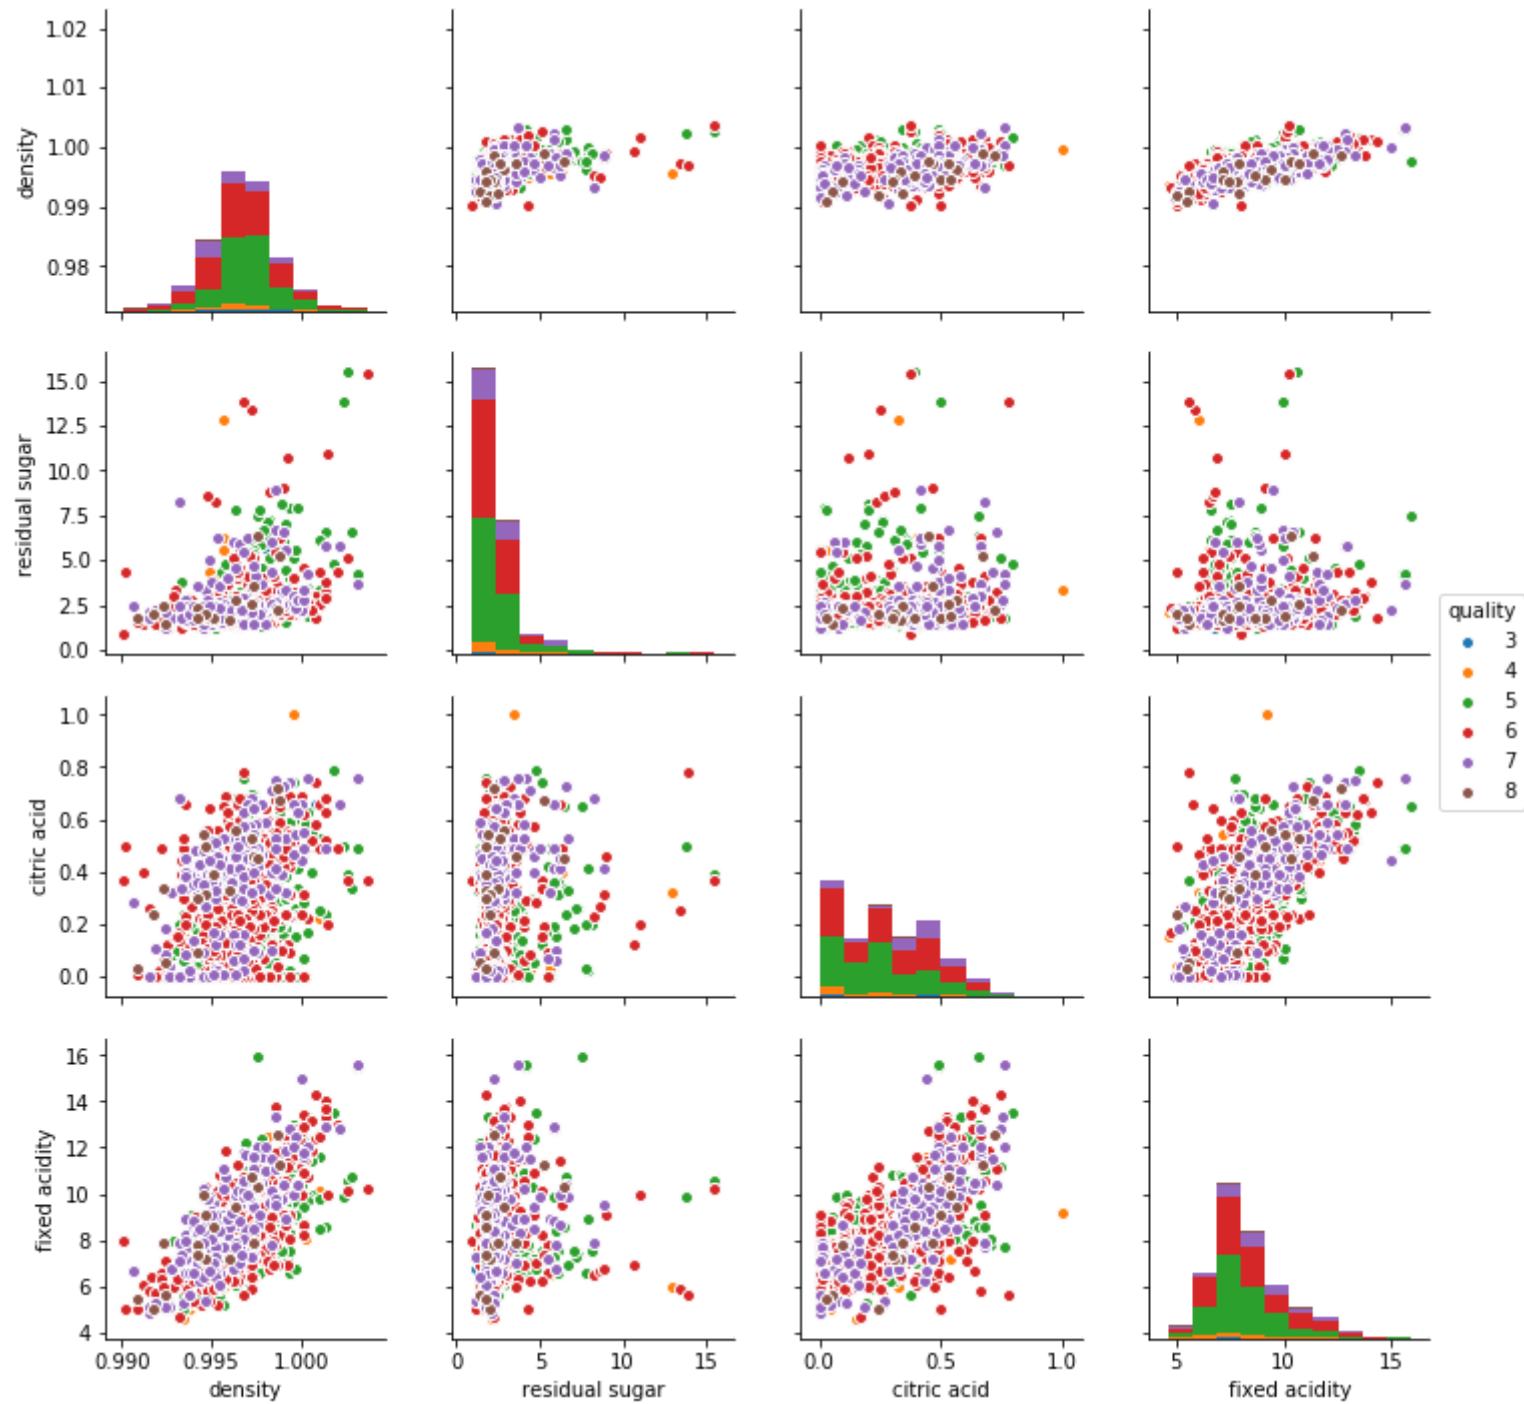 1.02
1.01
1.00
0.99
0.98
density
15.0
12.5
10.0
7.5
5.0
2.5
0.0
residual sugar
1.0
0.8
0.6
0.4
0.2
0.0
citric acid
16
14
12
10
8
6
4
fixed acidity
0.990 0.995 1.000
density
0 5 10 15
residual sugar
0.0 0.5 1.0
citric acid
5 10 15
fixed acidity
quality
3
4
5
6
7
8